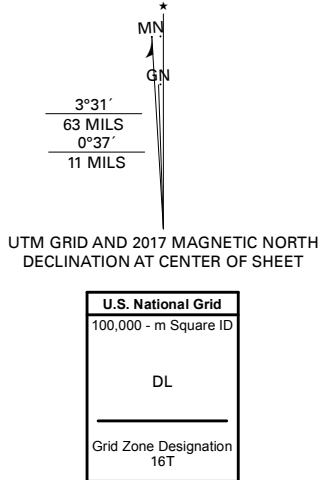 ★
MN
GN
3°31´
63 MILS
0°37´
11 MILS
UTM GRID AND 2017 MAGNETIC NORTH
DECLINATION AT CENTER OF SHEET
U.S. National Grid
100,000 - m Square ID
DL
Grid Zone Designation
16T